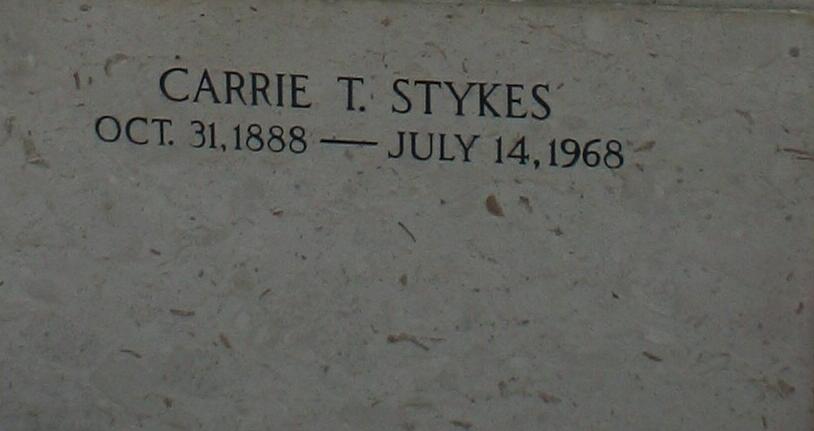 CARRIE T. STYKES
OCT. 31, 1888 — JULY 14, 1968